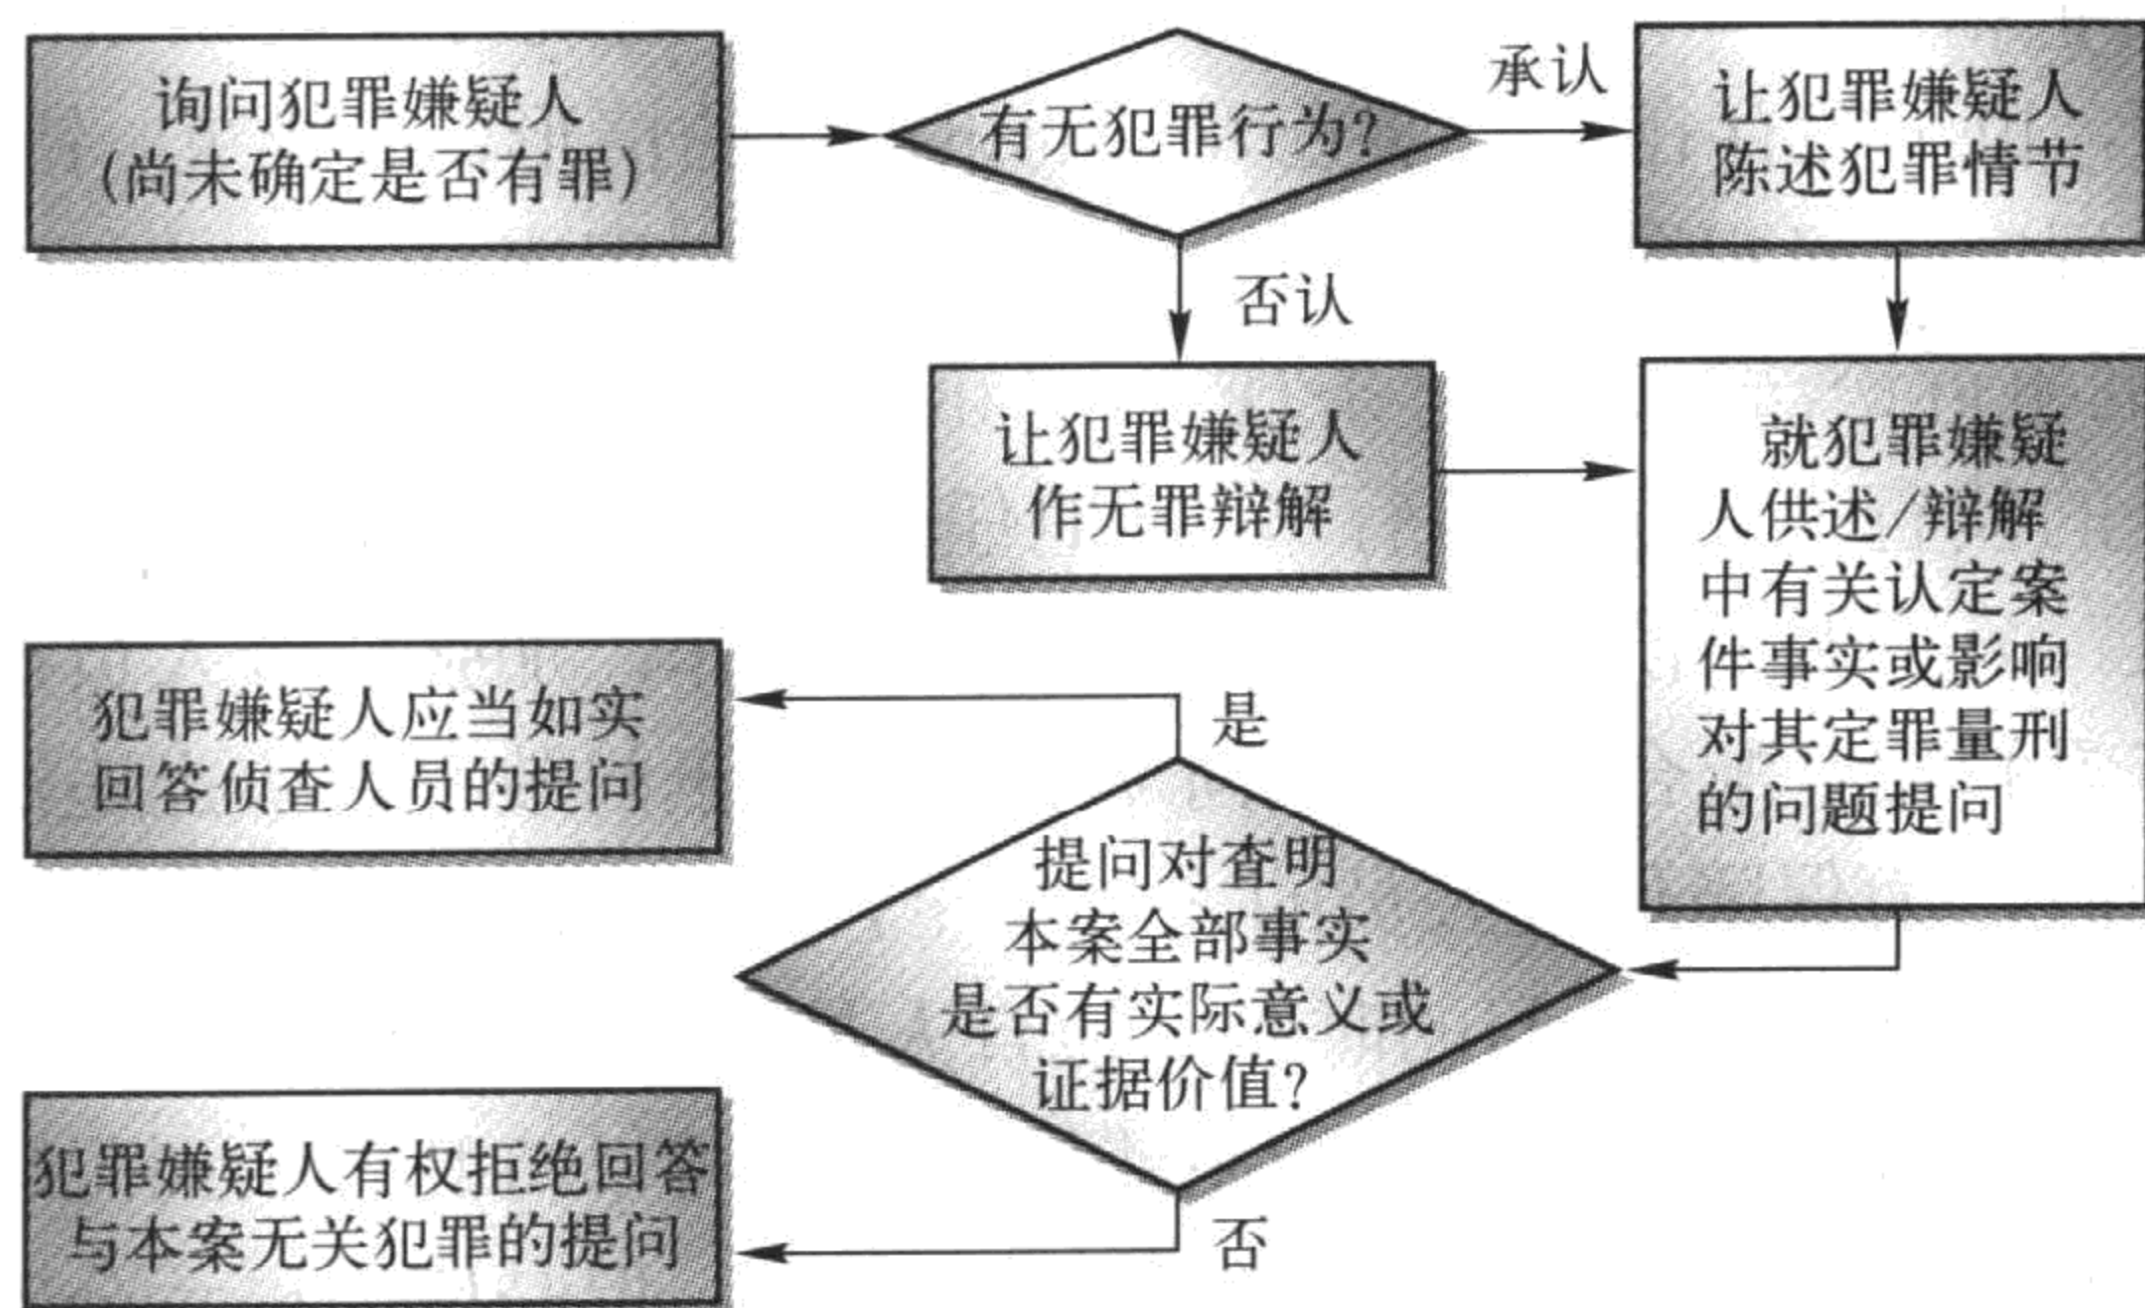 询问犯罪嫌疑人
(尚未确定是否有罪)
有无犯罪行为?
承认
让犯罪嫌疑人
陈述犯罪情节
否认
让犯罪嫌疑人
作无罪辩解
就犯罪嫌疑
人供述/辩解
中有关认定案
件事实或影响
对其定罪量刑
的问题提问
提问对查明
本案全部事实
是否有实际意义或
证据价值?
是
犯罪嫌疑人应当如实
回答侦查人员的提问
否
犯罪嫌疑人有权拒绝回答
与本案无关犯罪的提问